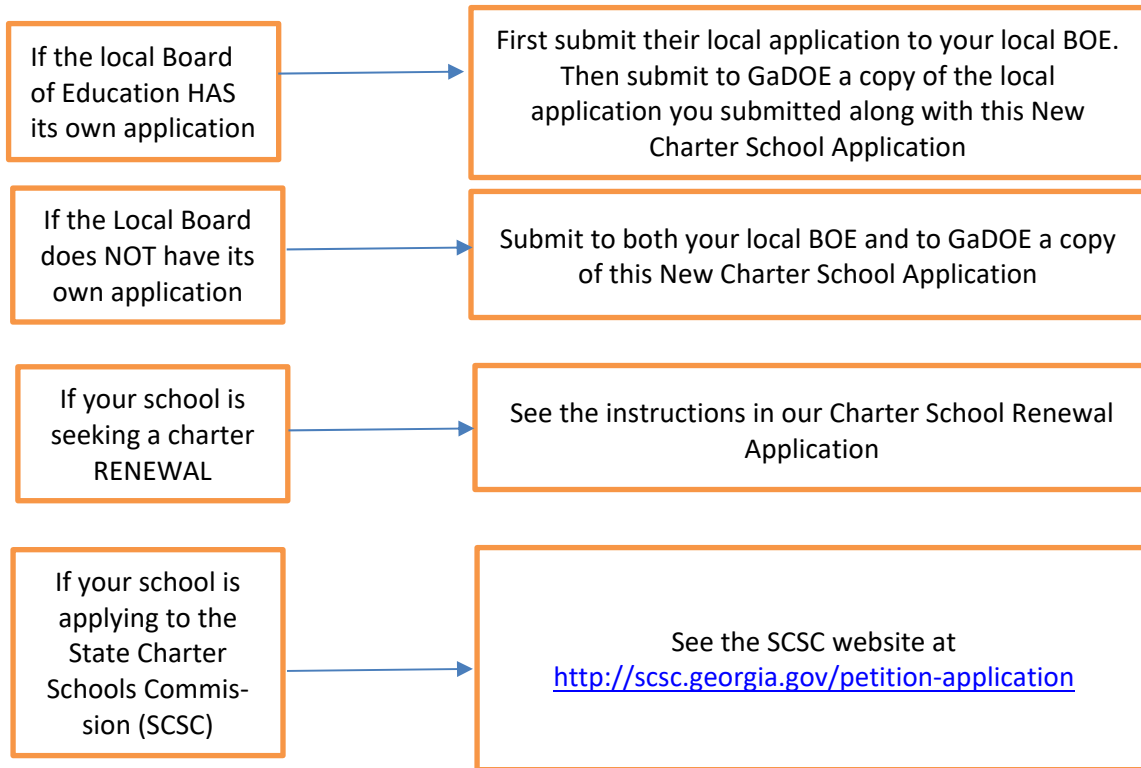 If the local Board
of Education HAS
its own application
First submit their local application to your local BOE.
Then submit to GaDOE a copy of the local
application you submitted along with this New
Charter School Application
If the Local Board
does NOT have its
own application
Submit to both your local BOE and to GaDOE a copy
of this New Charter School Application
If your school is
seeking a charter
RENEWAL
See the instructions in our Charter School Renewal
Application
If your school is
applying to the
State Charter
Schools Commis-
sion (SCSC)
See the SCSC website at
http://scsc.georgia.gov/petition-application